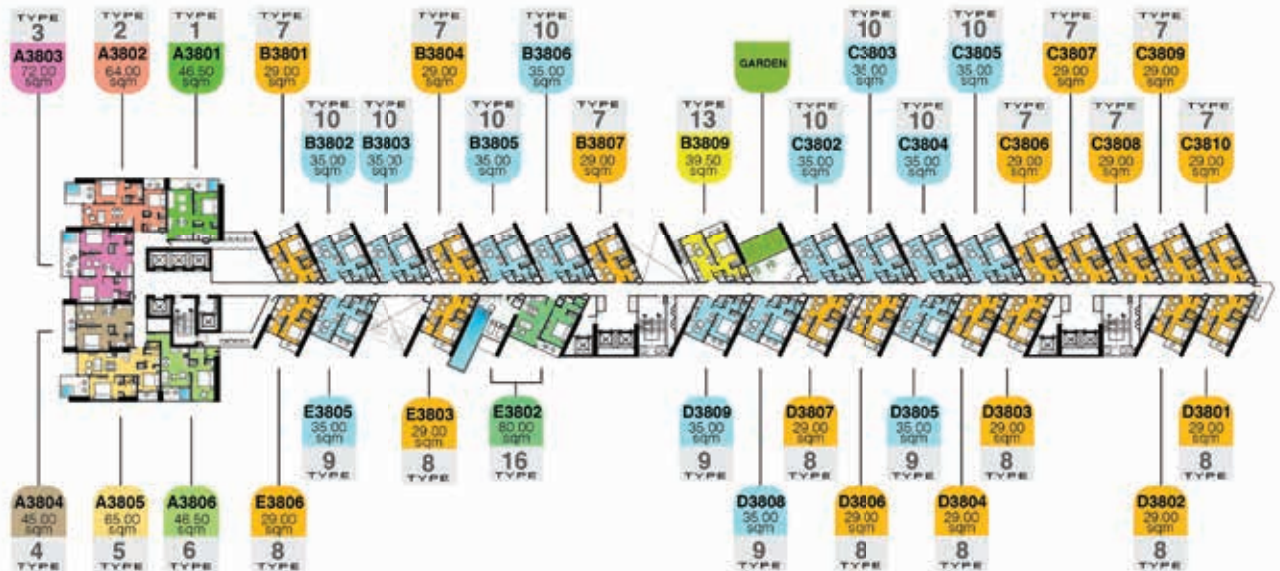 TYPE
3
A3803
72.00
sqm
TYPE
2
A3802
64.00
sqm
TYPE
1
A3801
46.50
sqm
TYPE
7
B3801
29.00
sqm
TYPE
7
B3804
29.00
sqm
TYPE
10
B3806
35.00
sqm
GARDEN
TYPE
10
C3803
35.00
sqm
TYPE
10
C3805
35.00
sqm
TYPE
7
C3807
29.00
sqm
TYPE
7
C3809
29.00
sqm
TYPE
10
B3802
35.00
sqm
TYPE
10
B3803
35.00
sqm
TYPE
10
B3805
35.00
sqm
TYPE
7
B3807
29.00
sqm
TYPE
13
B3809
39.50
sqm
TYPE
10
C3802
35.00
sqm
TYPE
10
C3804
35.00
sqm
TYPE
7
C3806
29.00
sqm
TYPE
7
C3808
29.00
sqm
TYPE
7
C3810
29.00
sqm
E3805
35.00
sqm
9
TYPE
E3803
29.00
sqm
8
TYPE
E3802
80.00
sqm
16
TYPE
D3809
35.00
sqm
9
TYPE
D3807
29.00
sqm
8
TYPE
D3805
35.00
sqm
9
TYPE
D3803
29.00
sqm
8
TYPE
D3801
29.00
sqm
8
TYPE
A3804
45.00
sqm
4
TYPE
A3805
65.00
sqm
5
TYPE
A3806
46.50
sqm
6
TYPE
E3806
29.00
sqm
8
TYPE
D3808
35.00
sqm
9
TYPE
D3806
29.00
sqm
8
TYPE
D3804
29.00
sqm
8
TYPE
D3802
29.00
sqm
8
TYPE